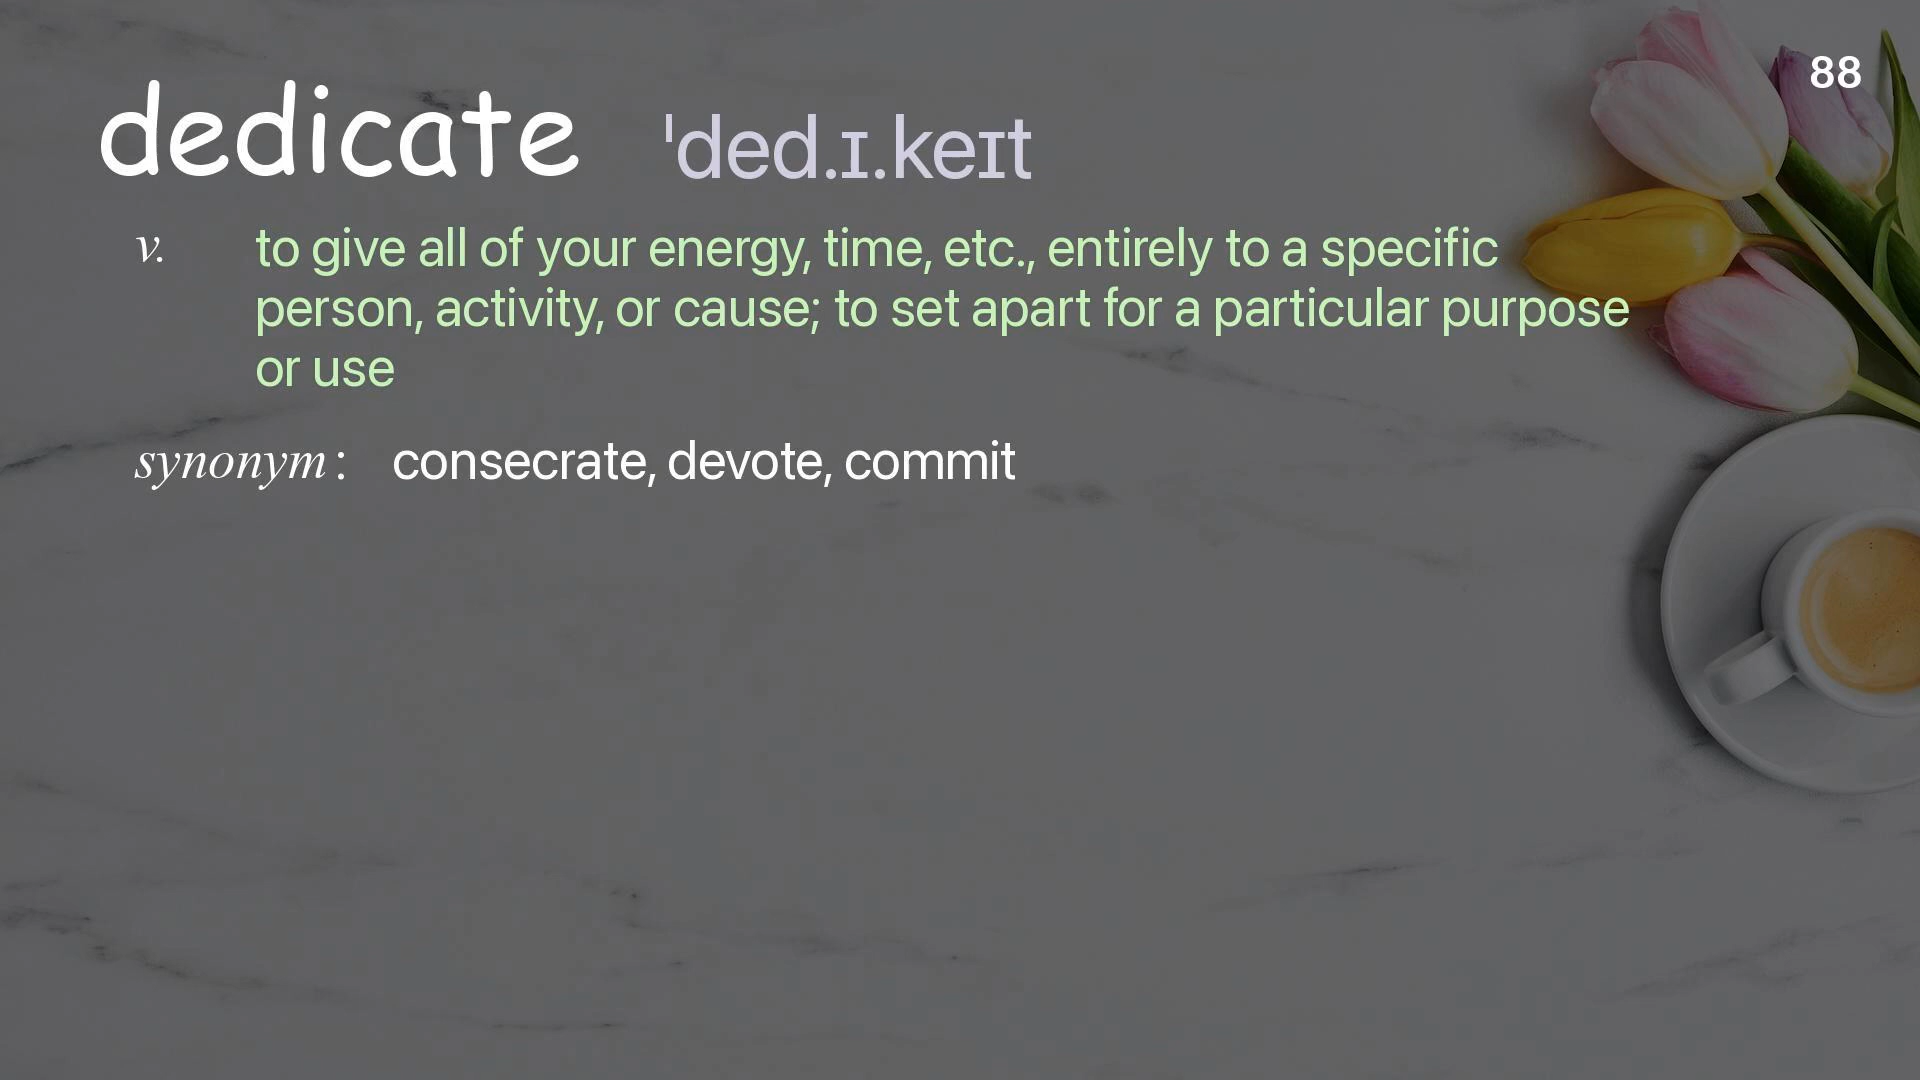 88
dedicate ˈded.ɪ.keɪt
v. to give all of your energy, time, etc., entirely to a specific
person, activity, or cause; to set apart for a particular purpose
or use
synonym : consecrate, devote, commit